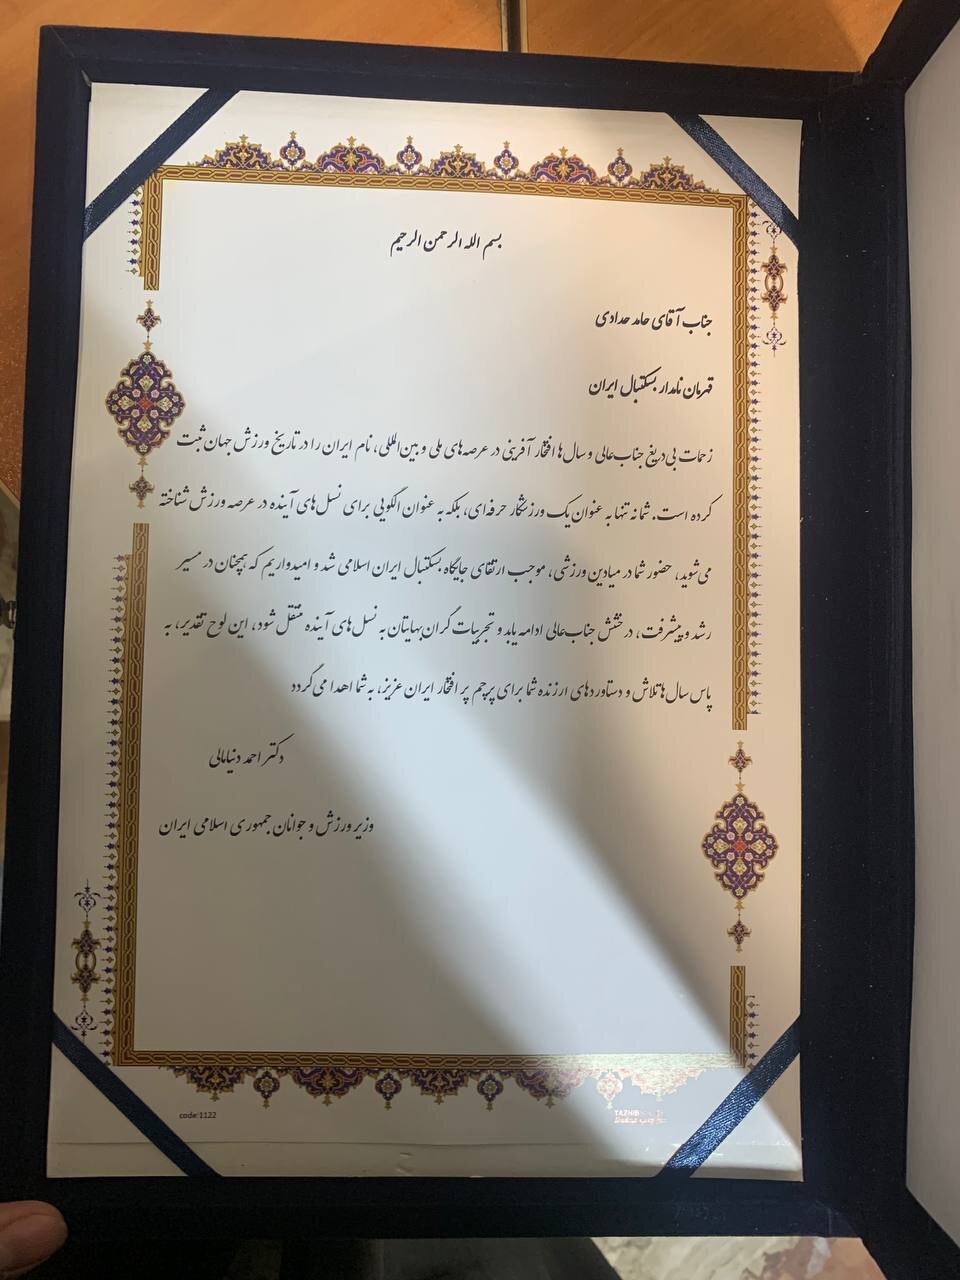 بسم الله الرحمن الرحیم
جناب آقای حامد حدادی
قهرمان نامدار بسکتبال ایران
زحمات بی‌دریغ جناب‌عالی و سال‌ها افتخار آفرینی در عرصه‌های ملی و بین‌المللی، نام ایران را در تاریخ ورزش جهان ثبت
کرده است. شما نه تنها به عنوان یک ورزشکار حرفه‌ای، بلکه به عنوان الگویی برای نسل‌های آینده در عرصه ورزش شناخته
می‌شوید، حضور شما در میادین ورزشی، موجب ارتقای جایگاه بسکتبال ایران اسلامی شد و امیدواریم که همچنان در مسیر
رشد و پیشرفت، درخشش جناب‌عالی ادامه یابد و تجربیات گران‌بهایتان به نسل‌های آینده منتقل شود، این لوح تقدیر، به
پاس سال‌ها تلاش و دستاوردهای ارزنده شما برای پرچم پر افتخار ایران عزیز، به شما اهدا می‌گردد
دکتر احمد دنیامالی
وزیر ورزش و جوانان جمهوری اسلامی ایران
code:1122
TAZHIB